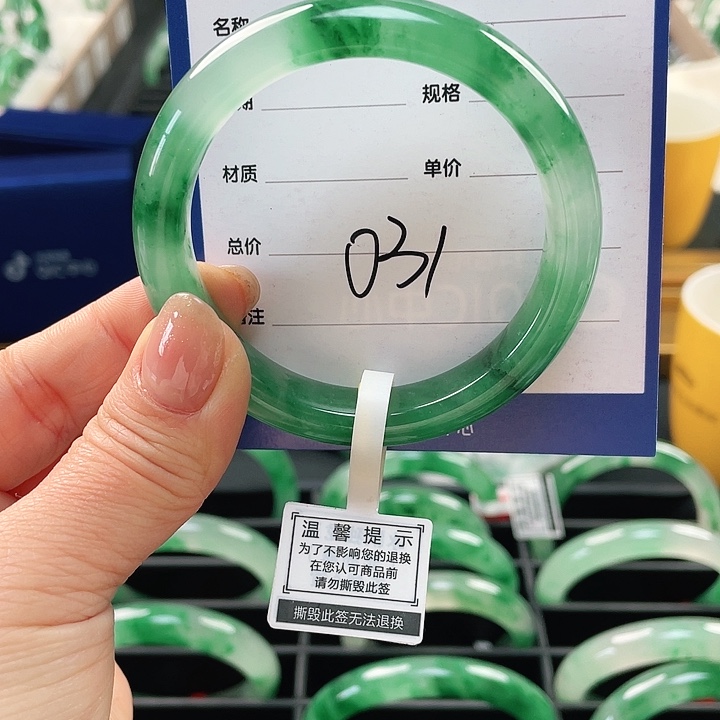 名称
规格
材质 单价
总价
031
注
温馨提示
为了不影响您的退换
在您认可商品前
请勿撕毁此签
撕毁此签无法退换